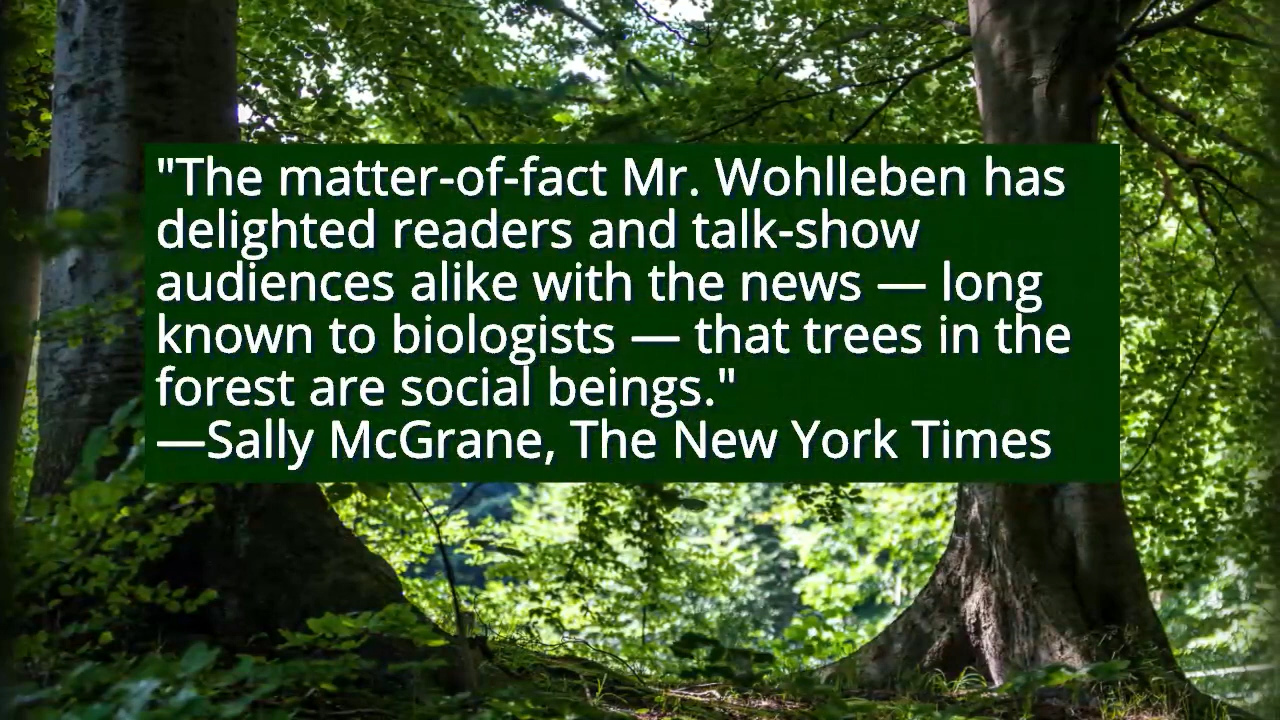 "The matter-of-fact Mr. Wohlleben has
delighted readers and talk-show
audiences alike with the news — long
known to biologists — that trees in the
forest are social beings."
—Sally McGrane, The New York Times